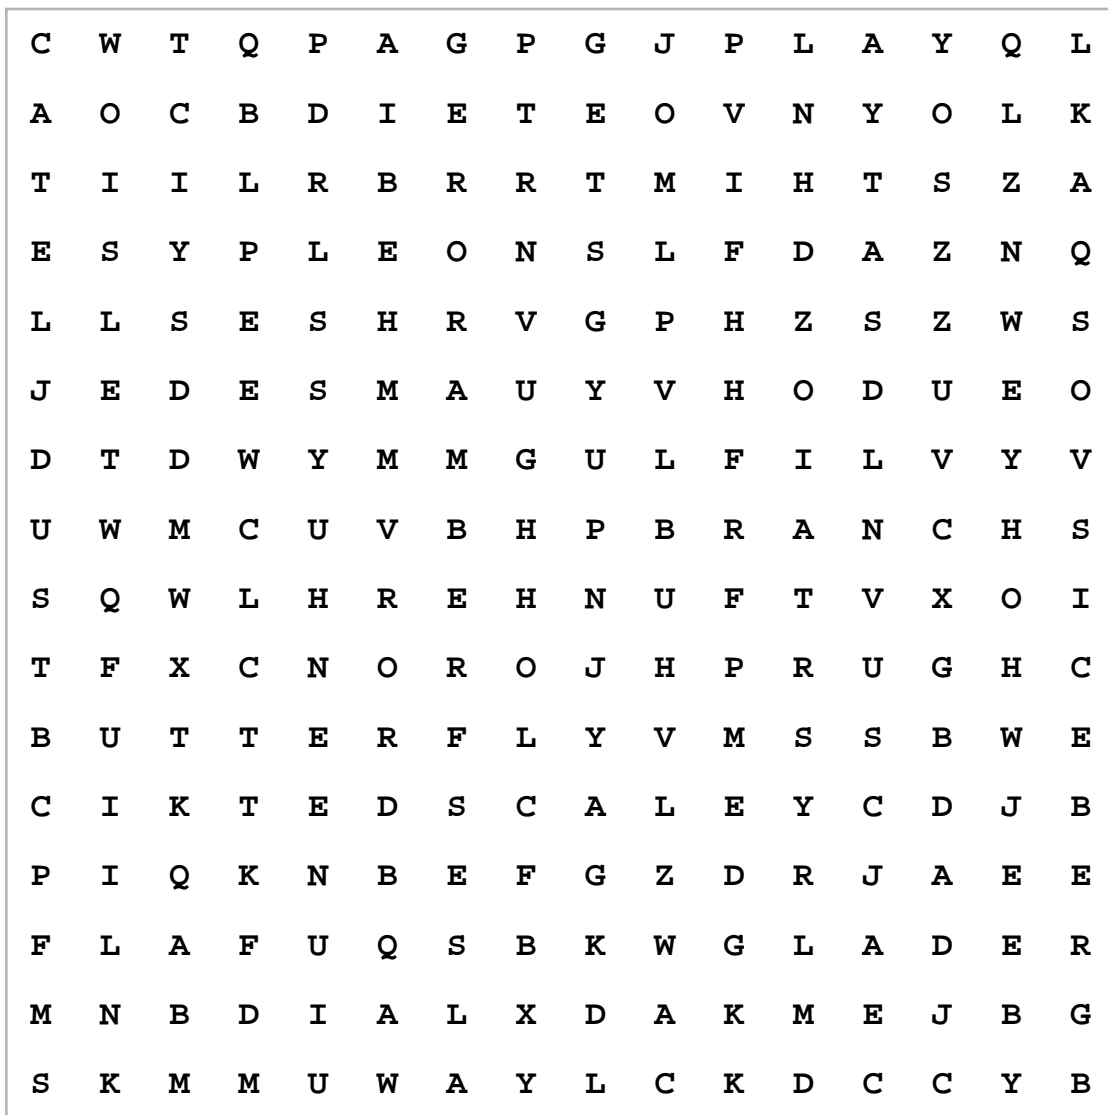 C W T Q P A G P G J P L A Y Q L
A O C B D I E T E O V N Y O L K
T I I L R B R R T M I H T S Z A
E S Y P L E O N S L F D A Z N Q
L L S E S H R V G P H Z S Z W S
J E D E S M A U Y V H O D U E O
D T D W Y M M G U L F I L V Y V
U W M C U V B H P B R A N C H S
S Q W L H R E H N U F T V X O I
T F X C N O R O J H P R U G H C
B U T T E R F L Y V M S S B W E
C I K T E D S C A L E Y C D J B
P I Q K N B E F G Z D R J A E E
F L A F U Q S B K W G L A D E R
M N B D I A L X D A K M E J B G
S K M M U W A Y L C K D C C Y B